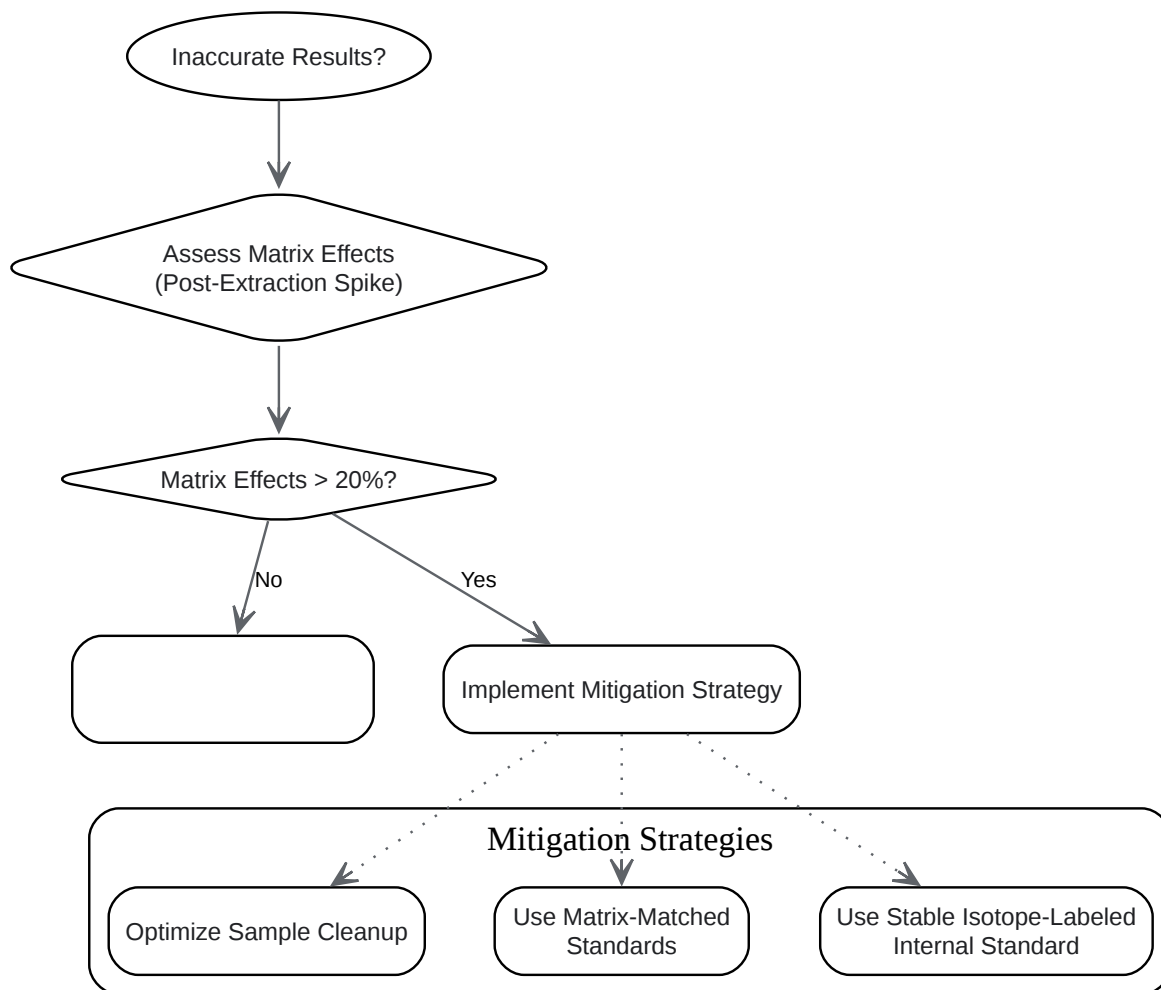 Inaccurate Results?
Assess Matrix Effects
(Post-Extraction Spike)
Matrix Effects > 20%?
No
Yes
Implement Mitigation Strategy
Mitigation Strategies
Optimize Sample Cleanup
Use Matrix-Matched
Standards
Use Stable Isotope-Labeled
Internal Standard